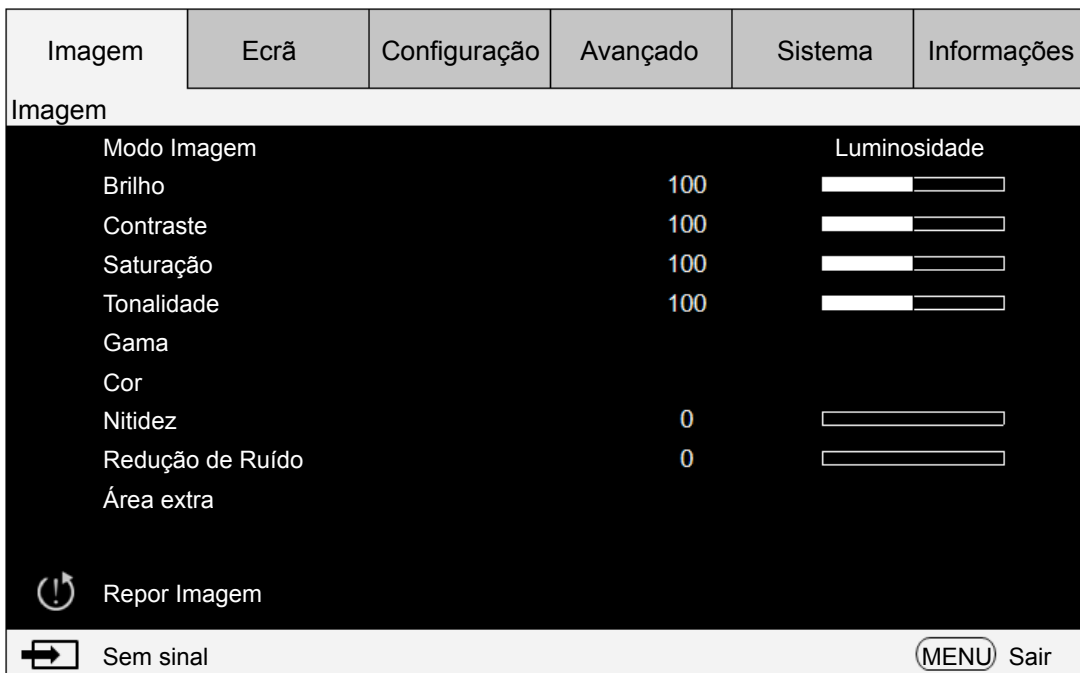 Imagem Ecrã Configuração Avançado Sistema Informações
Imagem
Modo Imagem Luminosidade
Brilho 100
Contraste 100
Saturação 100
Tonalidade 100
Gama
Cor
Nitidez 0
Redução de Ruído 0
Área extra
Repor Imagem
Sem sinal MENU Sair